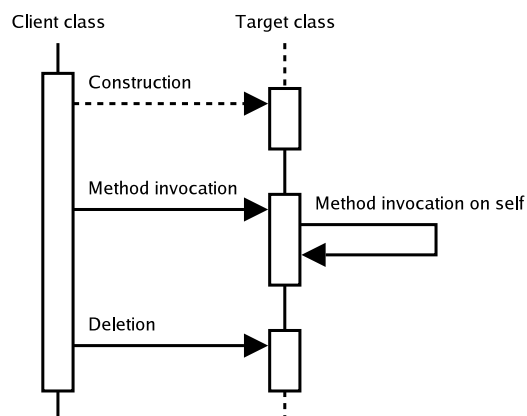 Client class
Target class
Construction
Method invocation
Method invocation on self
Deletion